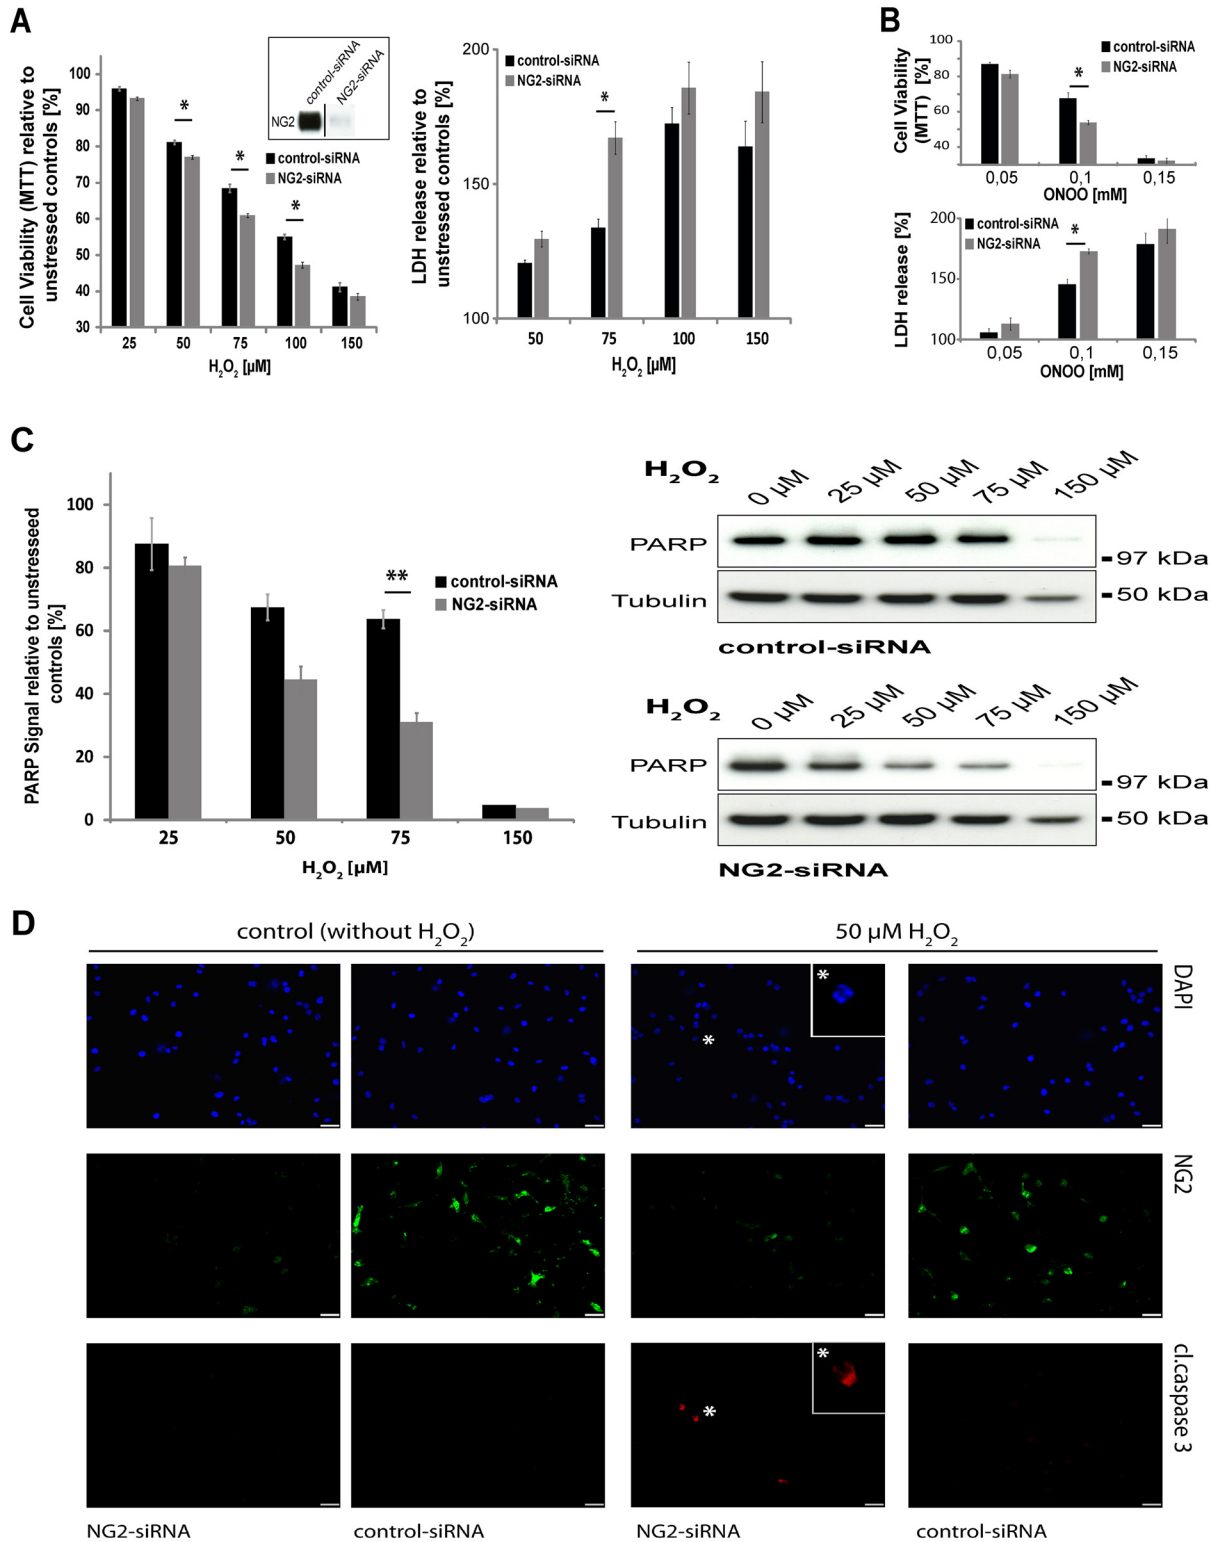 A
Cell Viability (MTT) relative to
unstressed controls [%]
100
90
80
70
60
50
40
30
*
*
*
control-siRNA
NG2-siRNA
NG2
control-siRNA
NG2-siRNA
25 50 75 100 150
H2O2 [µM]
LDH release relative to
unstressed controls [%]
200
150
100
control-siRNA
NG2-siRNA
*
50 75 100 150
H2O2 [µM]
B
Cell Viability
(MTT) [%]
100
80
60
40
control-siRNA
NG2-siRNA
*
0,05 0,1 0,15
ONOO [mM]
LDH release [%]
200
150
100
control-siRNA
NG2-siRNA
*
0,05 0,1 0,15
ONOO [mM]
C
PARP Signal relative to unstresseed
controls [%]
100
80
60
40
20
0
**
control-siRNA
NG2-siRNA
25 50 75 150
H2O2 [µM]
H2O2 0 µM 25 µM 50 µM 75 µM 150 µM
PARP
97 kDa
Tubulin
50 kDa
control-siRNA
H2O2 0 µM 25 µM 50 µM 75 µM 150 µM
PARP
97 kDa
Tubulin
50 kDa
NG2-siRNA
D
control (without H2O2)
50 µM H2O2
*
*
DAPI
NG2
*
*
cl.caspase 3
NG2-siRNA control-siRNA NG2-siRNA control-siRNA